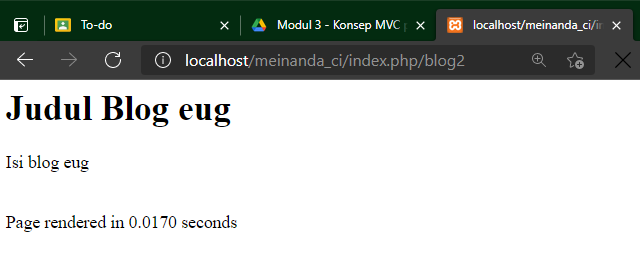 To-do
Modul 3 - Konsep MVC
localhost/meinanda_ci/in
localhost/meinanda_ci/index.php/blog2
Judul Blog eug
Isi blog eug
Page rendered in 0.0170 seconds